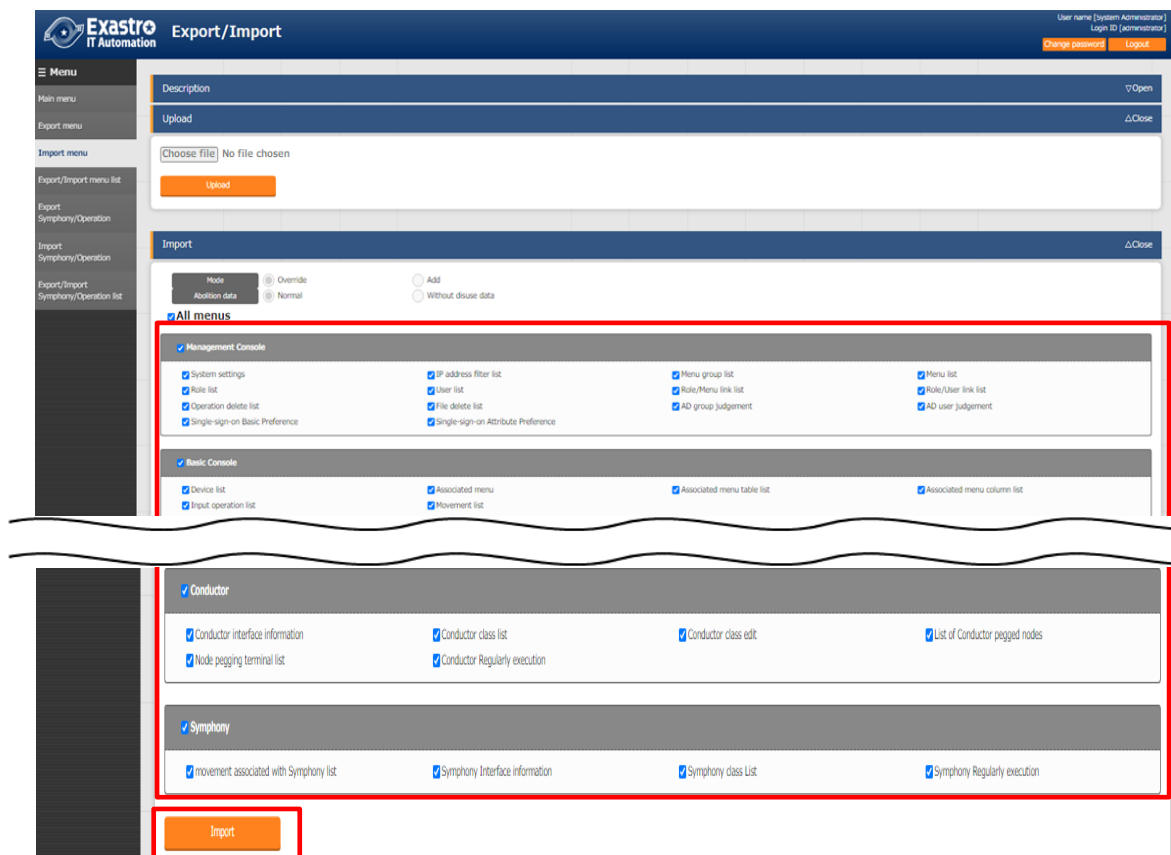 User name [System Administrator]
Exastro
IT Automation
Export/Import
Login ID [administrator]
Change password Logout
☰ Menu
Main menu
Export menu
Import menu
Export/Import menu list
Export
Symphony/Operation
Import
Symphony/Operation
Export/Import
Symphony/Operation list
Description ▽Open
Upload △Close
Choose file No file chosen
Upload
Import △Close
Mode Override Add
Abolition data Normal Without disuse data
All menus
Management Console
System settings IP address filter list Menu group list Menu list
Role list User list Role/Menu link list Role/User link list
Operation delete list File delete list AD group judgement AD user judgement
Single-sign-on Basic Preference Single-sign-on Attribute Preference
Basic Console
Device list Associated menu Associated menu table list Associated menu column list
Input operation list Movement list
Conductor
Conductor interface information Conductor class list Conductor class edit List of Conductor pegged nodes
Node pegging terminal list Conductor Regularly execution
Symphony
movement associated with Symphony list Symphony Interface information Symphony class List Symphony Regularly execution
Import